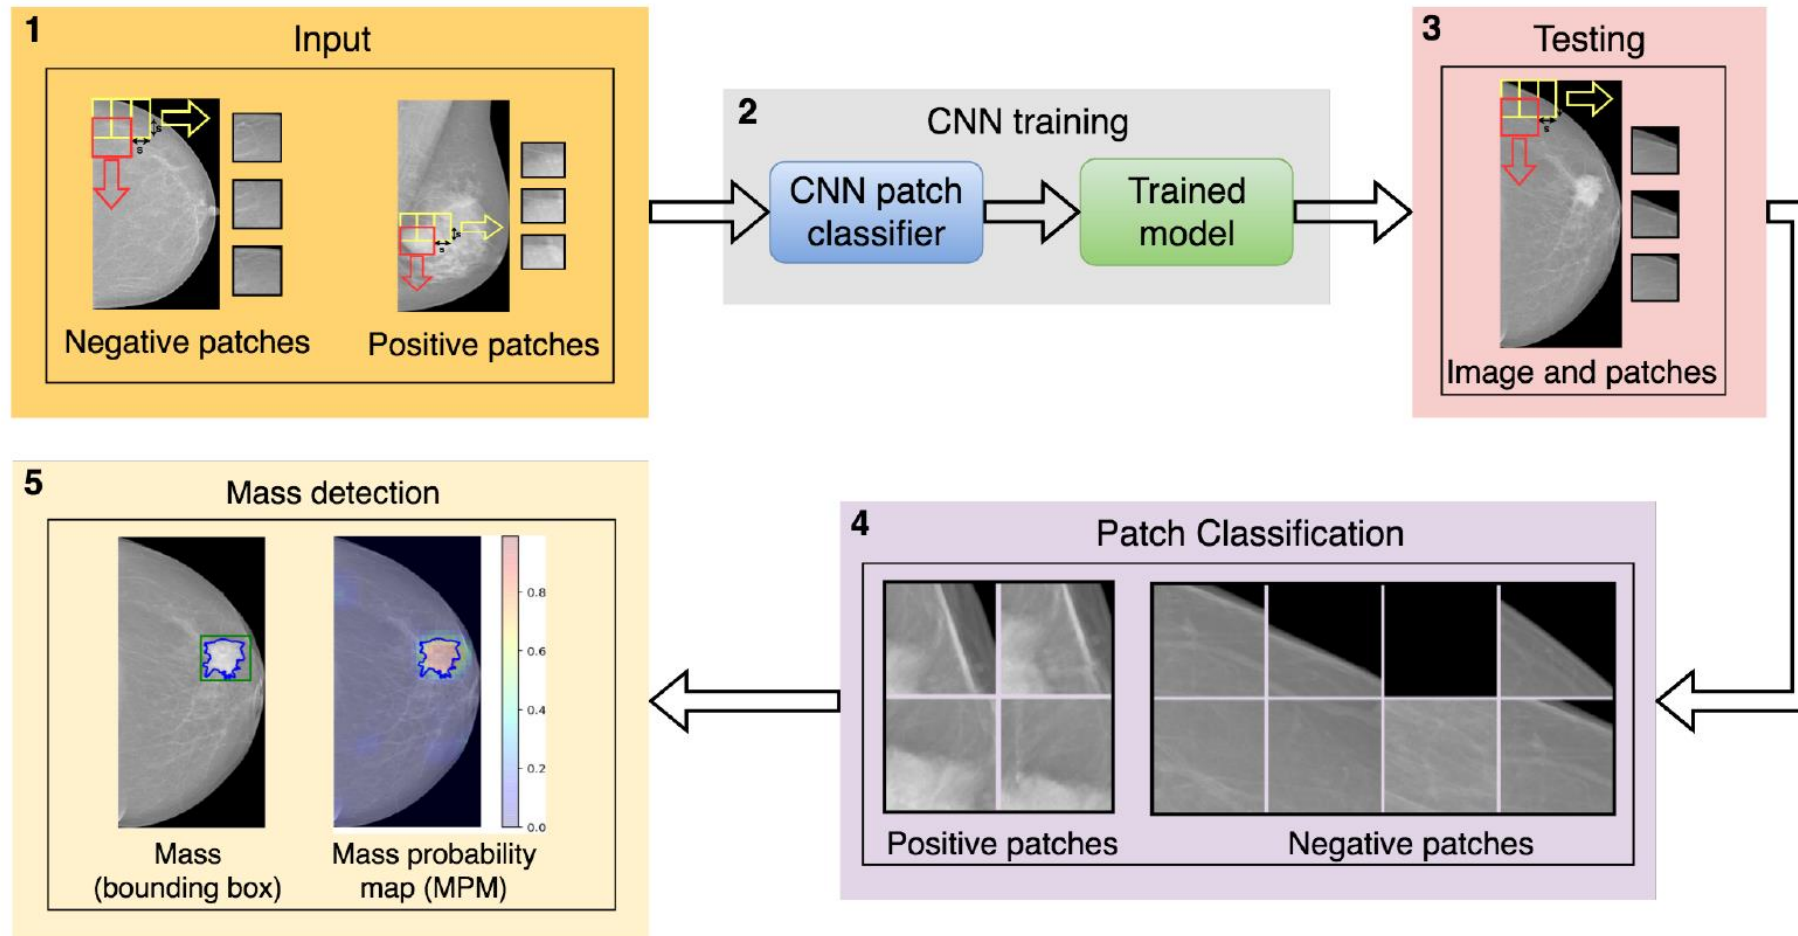 1
Input
s
s
s
s
Negative patches
Positive patches
2
CNN training
CNN patch
classifier
Trained
model
3
Testing
s
Image and patches
4
Patch Classification
Positive patches
Negative patches
5
Mass detection
0.8
0.6
0.4
0.2
0.0
Mass
(bounding box)
Mass probability
map (MPM)